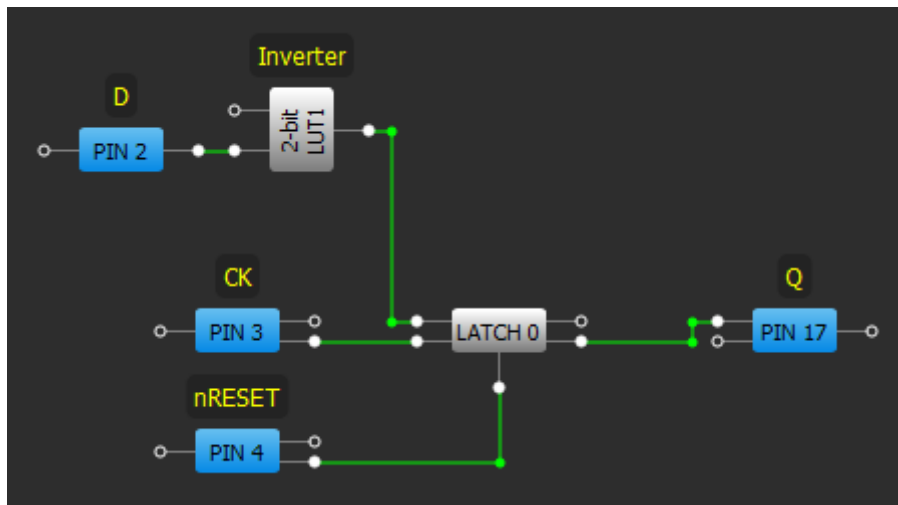 Inverter
D
2-bit
LUT1
PIN 2
CK
Q
PIN 3
LATCH 0
PIN 17
nRESET
PIN 4